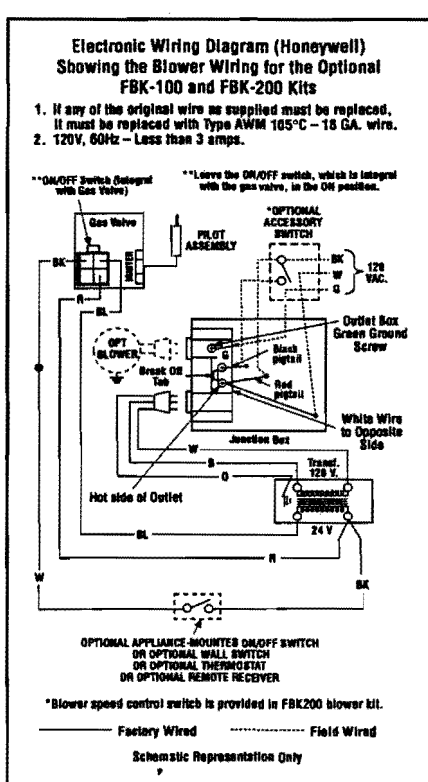 Electronic Wiring Diagram (Honeywell)
Showing the Blower Wiring for the Optional
FBK-100 and FBK-200 Kits
1. If any of the original wire as supplied must be replaced,
it must be replaced with Type AWM 105°C – 18 GA. wire.
2. 120V, 60Hz – Less than 3 amps.
**ON/OFF Switch (Integral
with Gas Valve)
**Leave the ON/OFF switch, which is integral
with the gas valve, in the ON position.
Gas Valve
IGNITER
PILOT
ASSEMBLY
*OPTIONAL
ACCESSORY
SWITCH
BK
BK
W
G
120
VAC.
R
BL
OPT
BLOWER
Break Off
Tab
G
Black
pigtail
Red
pigtail
Outlet Box
Green Ground
Screw
White Wire
to Opposite
Side
Junction Box
W
B
G
Hot side of Outlet
Transf.
120 V.
24 V
BL
R
W
BK
OPTIONAL APPLIANCE-MOUNTES ON/OFF SWITCH
OR OPTIONAL WALL SWITCH
OR OPTIONAL THERMOSTAT
OR OPTIONAL REMOTE RECEIVER
*Blower speed control switch is provided in FBK200 blower kit.
Factory Wired
Field Wired
Schematic Representation Only